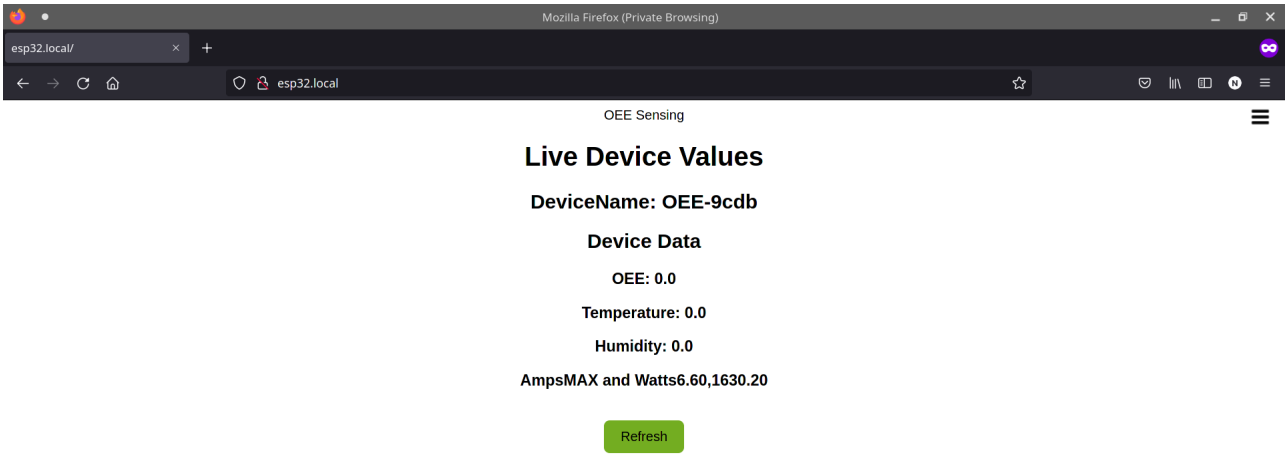 Mozilla Firefox (Private Browsing)
esp32.local/
esp32.local
N
OEE Sensing
Live Device Values
DeviceName: OEE-9cdb
Device Data
OEE: 0.0
Temperature: 0.0
Humidity: 0.0
AmpsMAX and Watts6.60,1630.20
Refresh